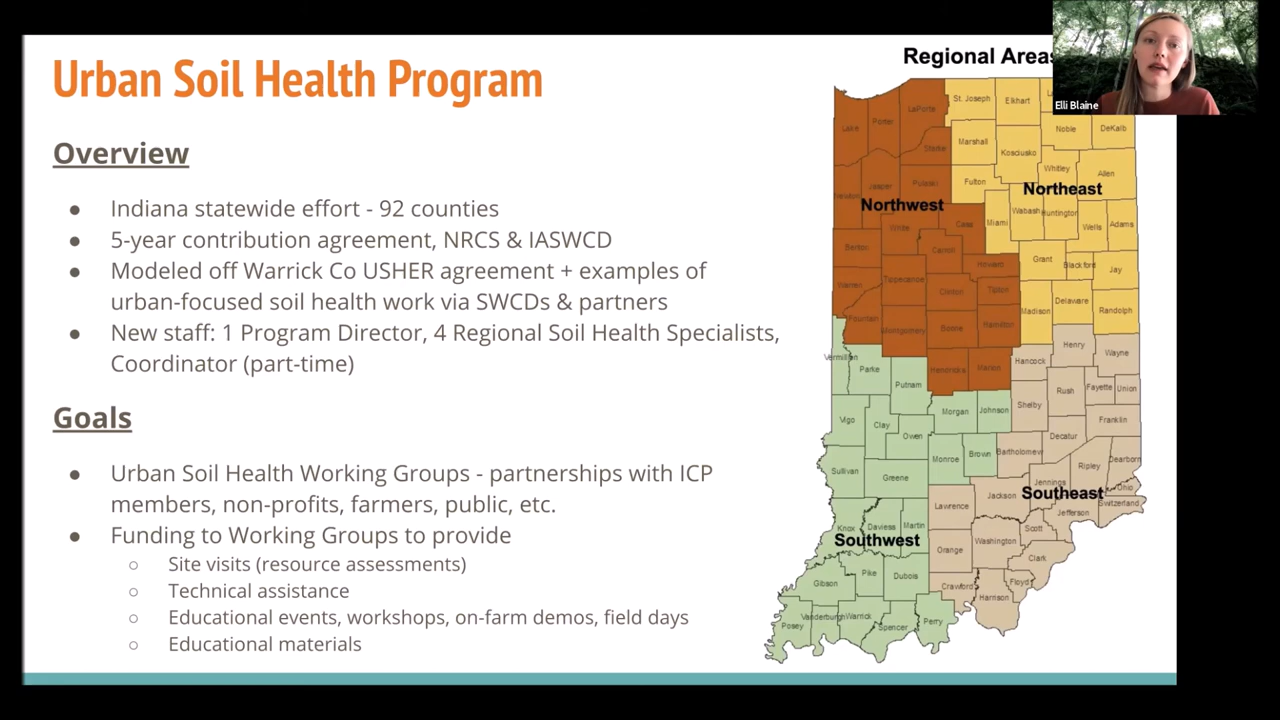 Urban Soil Health Program
Overview
● Indiana statewide effort - 92 counties
● 5-year contribution agreement, NRCS & IASWCD
● Modeled off Warrick Co USHER agreement + examples of
urban-focused soil health work via SWCDs & partners
● New staff: 1 Program Director, 4 Regional Soil Health Specialists,
Coordinator (part-time)
Goals
● Urban Soil Health Working Groups - partnerships with ICP
members, non-profits, farmers, public, etc.
● Funding to Working Groups to provide
○ Site visits (resource assessments)
○ Technical assistance
○ Educational events, workshops, on-farm demos, field days
○ Educational materials
Regional Areas
Elli Blaine
LaPorte St. Joseph Elkhart
Lake Porter Noble DeKalb
Starke Marshall Kosciusko
Whitley Allen
Jasper Pulaski Fulton
Northwest
Northeast
Miami Wabash Huntington Wells Adams
White Cass
Benton Carroll Grant Blackford Jay
Howard
Warren Tippecanoe Clinton Tipton
Madison Delaware Randolph
Fountain Montgomery Boone Hamilton
Henry Wayne
Vermillion Parke Hendricks Marion Hancock
Putnam Rush Fayette Union
Vigo Clay Morgan Johnson Shelby Franklin
Owen Decatur
Monroe Brown Bartholomew Dearborn
Sullivan Greene Ripley
Jennings Ohio
Lawrence Jackson Southeast Switzerland
Jefferson
Knox Daviess Martin Scott
Southwest
Orange Washington Clark
Gibson Pike Dubois Crawford Floyd
Harrison
Posey Vanderburgh Warrick Spencer Perry